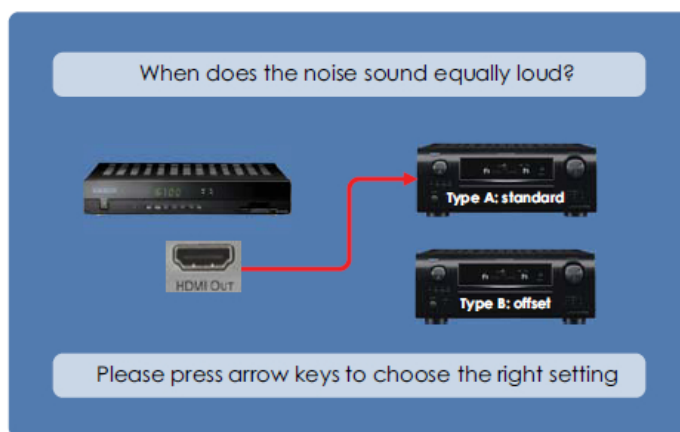 When does the noise sound equally loud?
6100
Type A: standard
HDMI OUT
Type B: offset
Please press arrow keys to choose the right setting